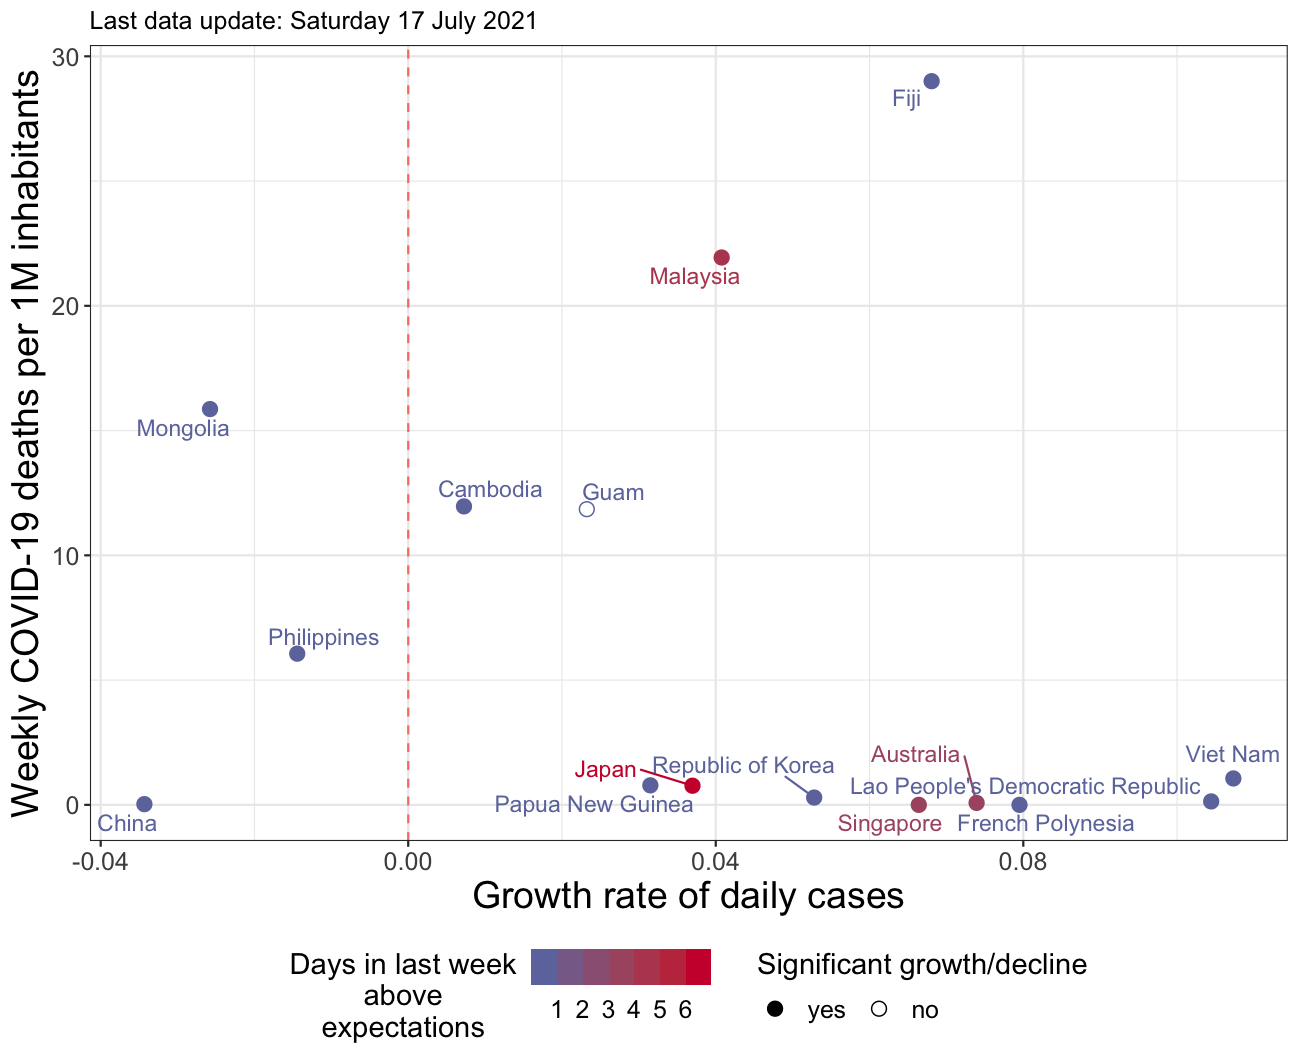 Last data update: Saturday 17 July 2021
Weekly COVID-19 deaths per 1M inhabitants
30
20
10
0
Fiji
Malaysia
Mongolia
Cambodia
Guam
Philippines
Australia
Viet Nam
Japan
Republic of Korea
Lao People's Democratic Republic
Papua New Guinea
China
Singapore
French Polynesia
-0.04
0.00
0.04
0.08
Growth rate of daily cases
Days in last week
above
expectations
1 2 3 4 5 6
Significant growth/decline
yes
no